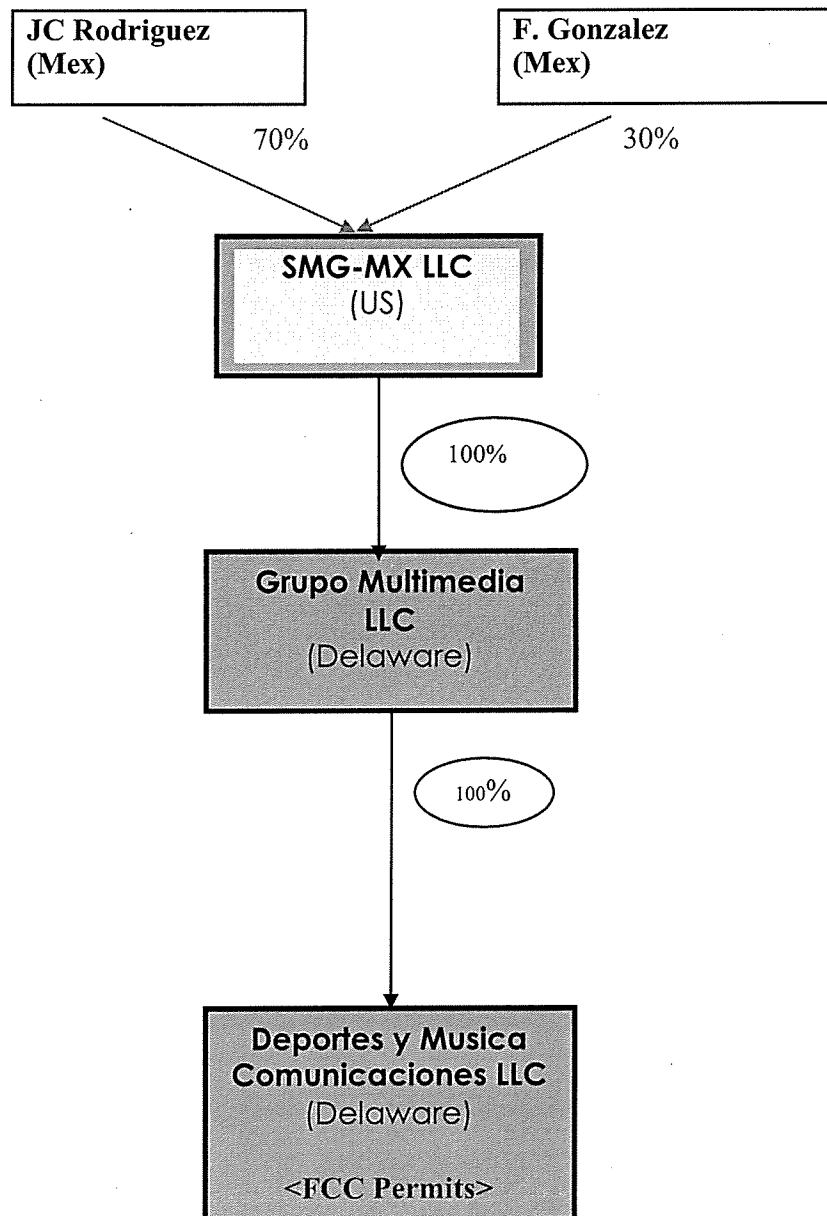 JC Rodriguez
(Mex)
F. Gonzalez
(Mex)
70%
30%
SMG-MX LLC
(US)
100%
Grupo Multimedia
LLC
(Delaware)
100%
Deportes y Musica
Comunicaciones LLC
(Delaware)
<FCC Permits>